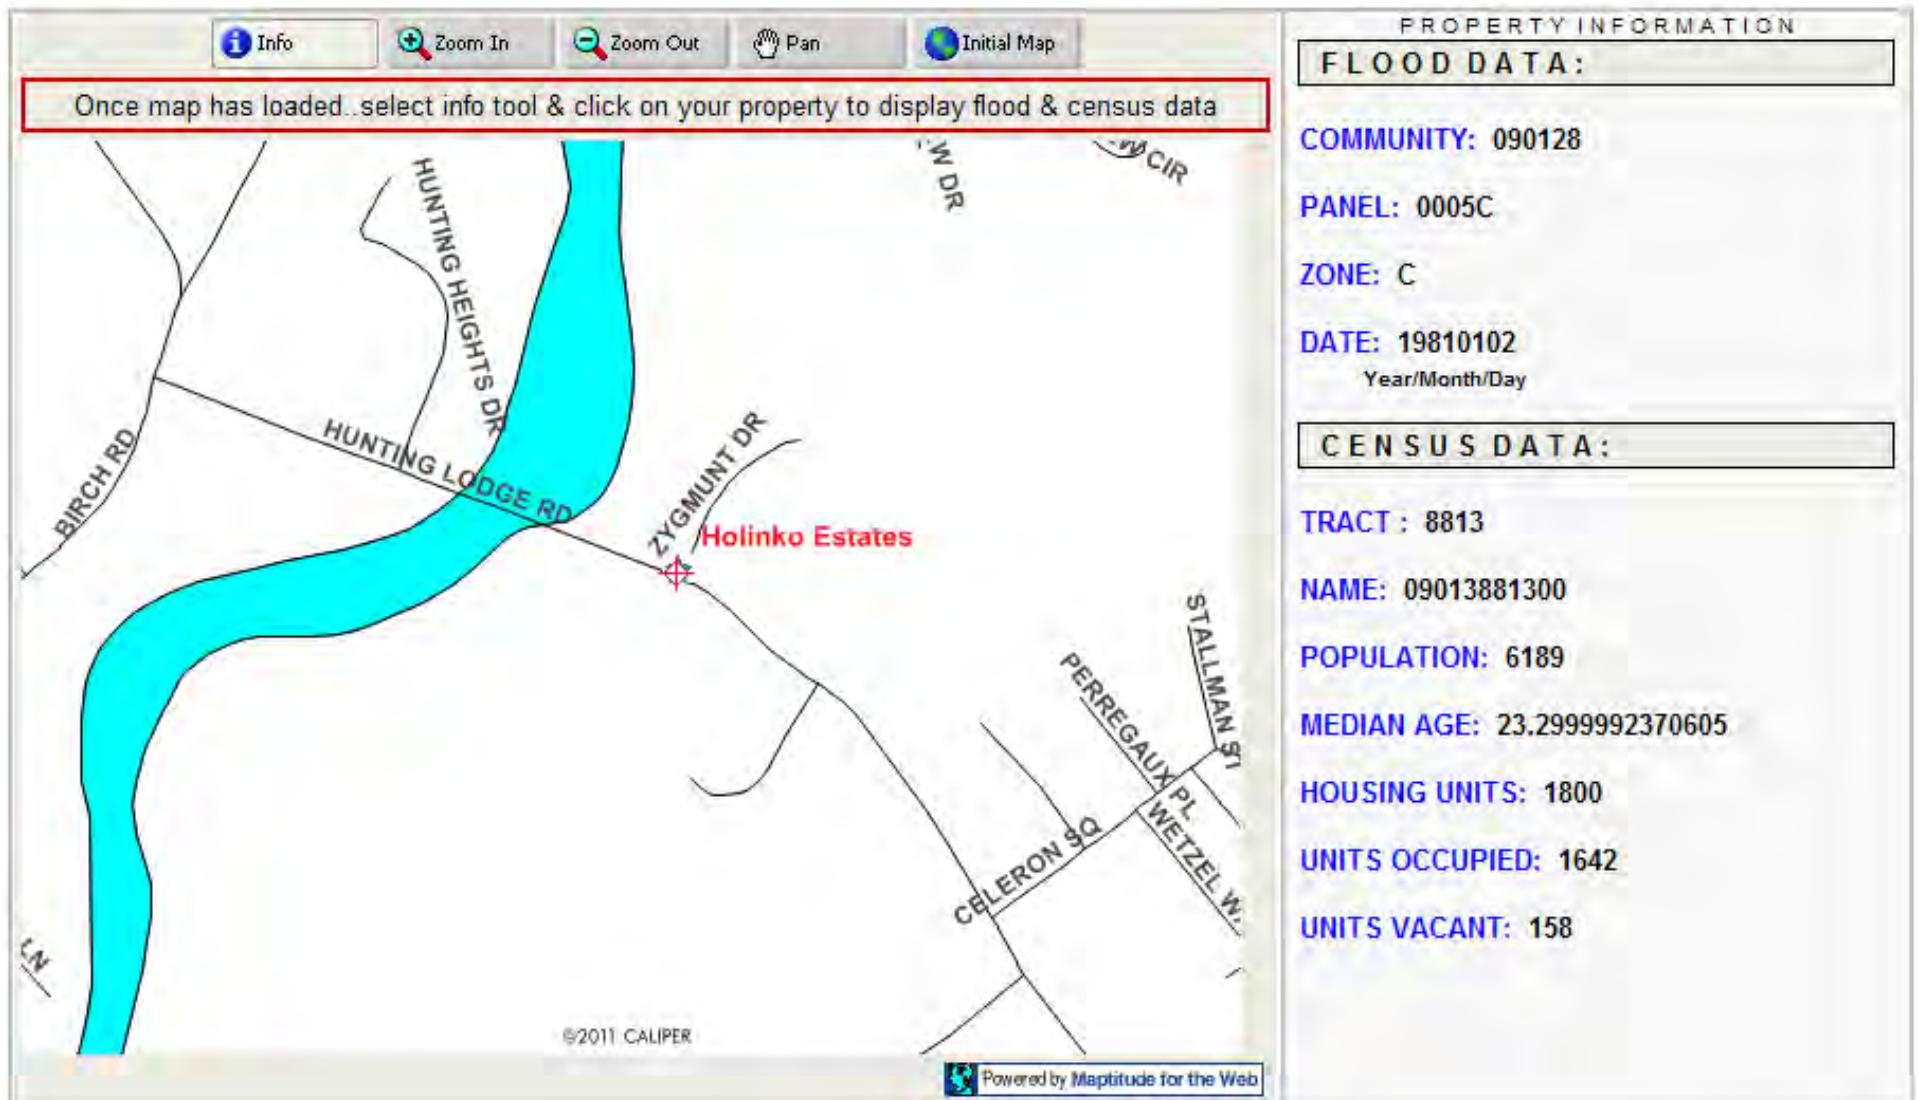 Info
Zoom In
Zoom Out
Pan
Initial Map
Once map has loaded..select info tool & click on your property to display flood & census data
W DR
W CIR
HUNTING HEIGHTS DR
HUNTING LODGE RD
BIRCH RD
ZYGMUNT DR
Holinko Estates
STALLMAN ST
PERREGAUX PL
WETZEL W
CELERON SQ
LN
©2011 CALIPER
Powered by Maptitude for the Web
PROPERTY INFORMATION
FLOOD DATA:
COMMUNITY: 090128
PANEL: 0005C
ZONE: C
DATE: 19810102
Year/Month/Day
CENSUS DATA:
TRACT : 8813
NAME: 09013881300
POPULATION: 6189
MEDIAN AGE: 23.2999992370605
HOUSING UNITS: 1800
UNITS OCCUPIED: 1642
UNITS VACANT: 158